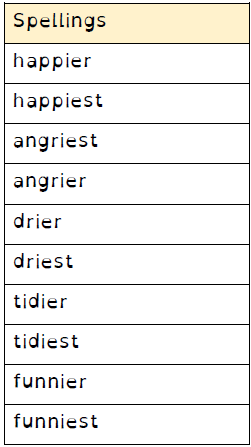 Spellings
happier
happiest
angriest
angrier
drier
driest
tidier
tidiest
funnier
funniest